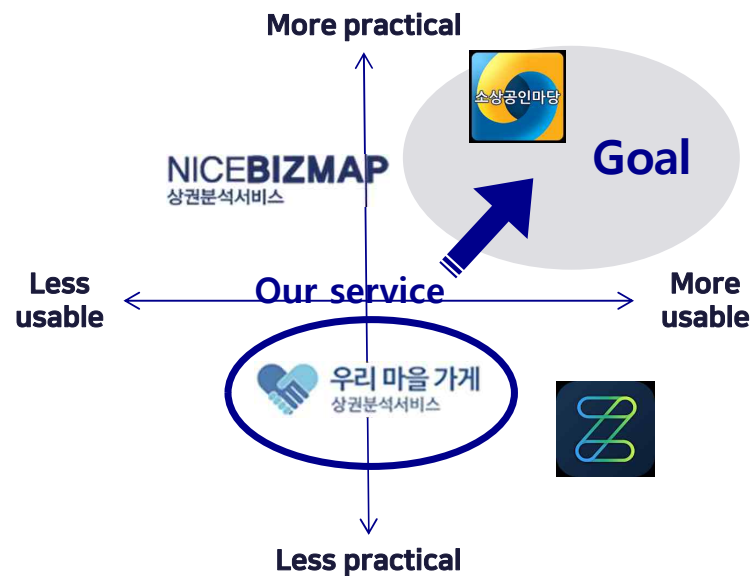 More practical
소상공인마당
Goal
NICEBIZMAP
상권분석서비스
Less
usable
Our service
More
usable
우리 마을 가게
상권분석서비스
Less practical